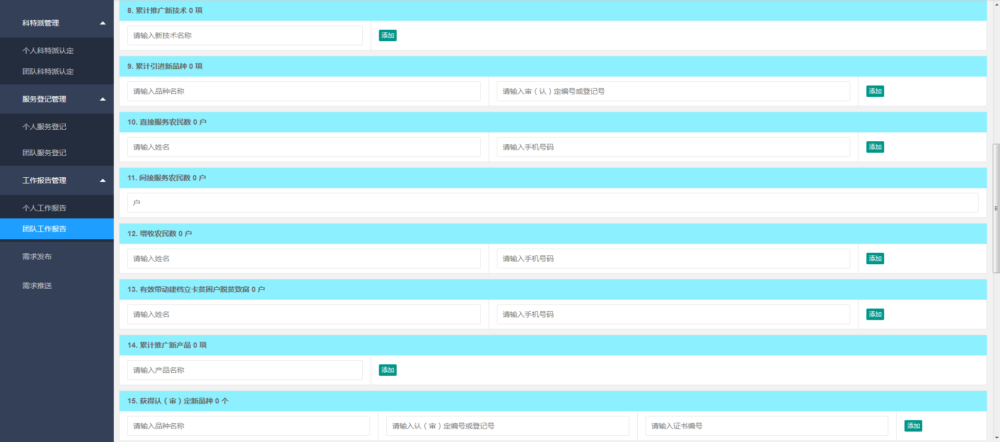 科特派管理
个人科特派认定
团队科特派认定
服务登记管理
个人服务登记
团队服务登记
工作报告管理
个人工作报告
团队工作报告
需求发布
需求推送
8. 累计推广新技术 0 项
请输入新技术名称 添加
9. 累计引进新品种 0 项
请输入品种名称 请输入审（认）定编号或登记号 添加
10. 直接服务农民数 0 户
请输入姓名 请输入手机号码 添加
11. 间接服务农民数 0 户
户
12. 增收农民数 0 户
请输入姓名 请输入手机号码 添加
13. 有效带动建档立卡贫困户脱贫致富 0 户
请输入姓名 请输入手机号码 添加
14. 累计推广新产品 0 项
请输入产品名称 添加
15. 获得认（审）定新品种 0 个
请输入品种名称 请输入认（审）定编号或登记号 请输入证书编号 添加